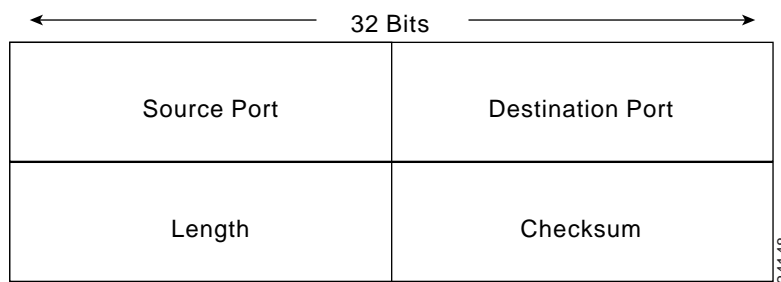 32 Bits
Source Port
Destination Port
Length
Checksum